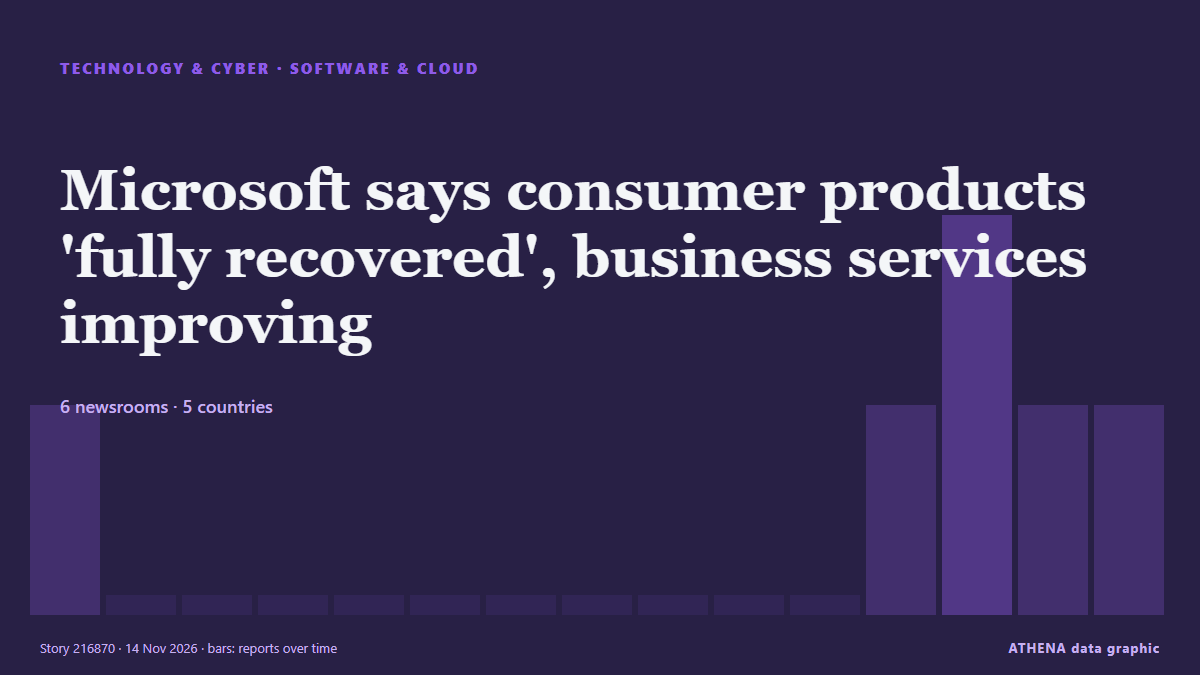 TECHNOLOGY & CYBER · SOFTWARE & CLOUD
Microsoft says consumer products
'fully recovered', business services
improving
6 newsrooms · 5 countries
Story 216870 · 14 Nov 2026 · bars: reports over time
ATHENA data graphic